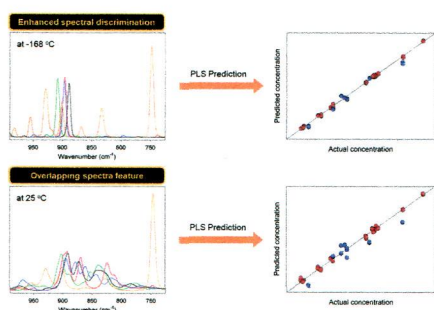 Enhanced spectral discrimination
at -168 °C
950 900 850 800 750
Wavenumber (cm⁻¹)
PLS Prediction
Predicted concentration
Actual concentration
Overlapping spectra feature
at 25 °C
950 900 850 800 750
Wavenumber (cm⁻¹)
PLS Prediction
Predicted concentration
Actual concentration